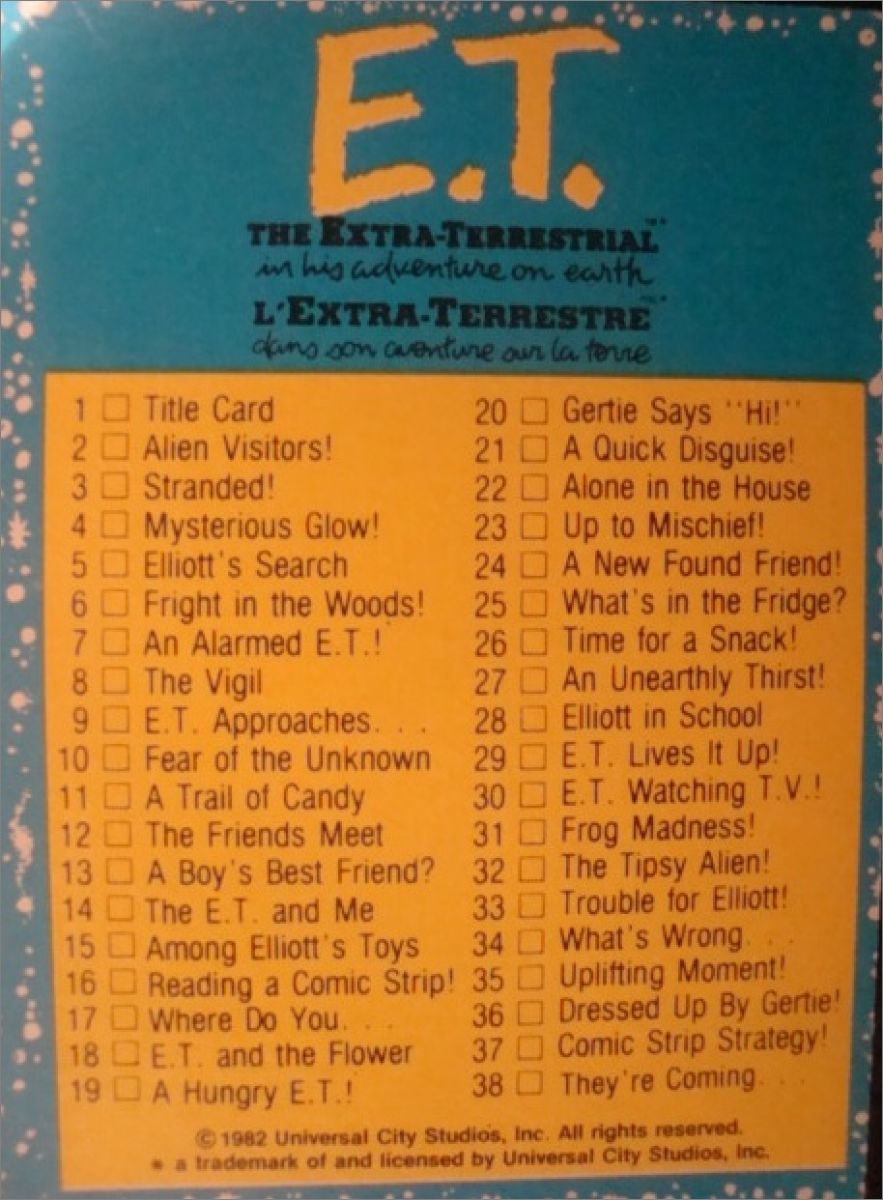 E.T.
THE EXTRA-TERRESTRIAL
in his adventure on earth
L'EXTRA-TERRESTRE
dans son aventure sur la terre
1 Title Card
2 Alien Visitors!
3 Stranded!
4 Mysterious Glow!
5 Elliott's Search
6 Fright in the Woods!
7 An Alarmed E.T.!
8 The Vigil
9 E.T. Approaches. . .
10 Fear of the Unknown
11 A Trail of Candy
12 The Friends Meet
13 A Boy's Best Friend?
14 The E.T. and Me
15 Among Elliott's Toys
16 Reading a Comic Strip!
17 Where Do You. . .
18 E.T. and the Flower
19 A Hungry E.T.!
20 Gertie Says "Hi!"
21 A Quick Disguise!
22 Alone in the House
23 Up to Mischief!
24 A New Found Friend!
25 What's in the Fridge?
26 Time for a Snack!
27 An Unearthly Thirst!
28 Elliott in School
29 E.T. Lives It Up!
30 E.T. Watching T.V.!
31 Frog Madness!
32 The Tipsy Alien!
33 Trouble for Elliott!
34 What's Wrong. . .
35 Uplifting Moment!
36 Dressed Up By Gertie!
37 Comic Strip Strategy!
38 They're Coming. . .
© 1982 Universal City Studios, Inc. All rights reserved.
* a trademark of and licensed by Universal City Studios, Inc.